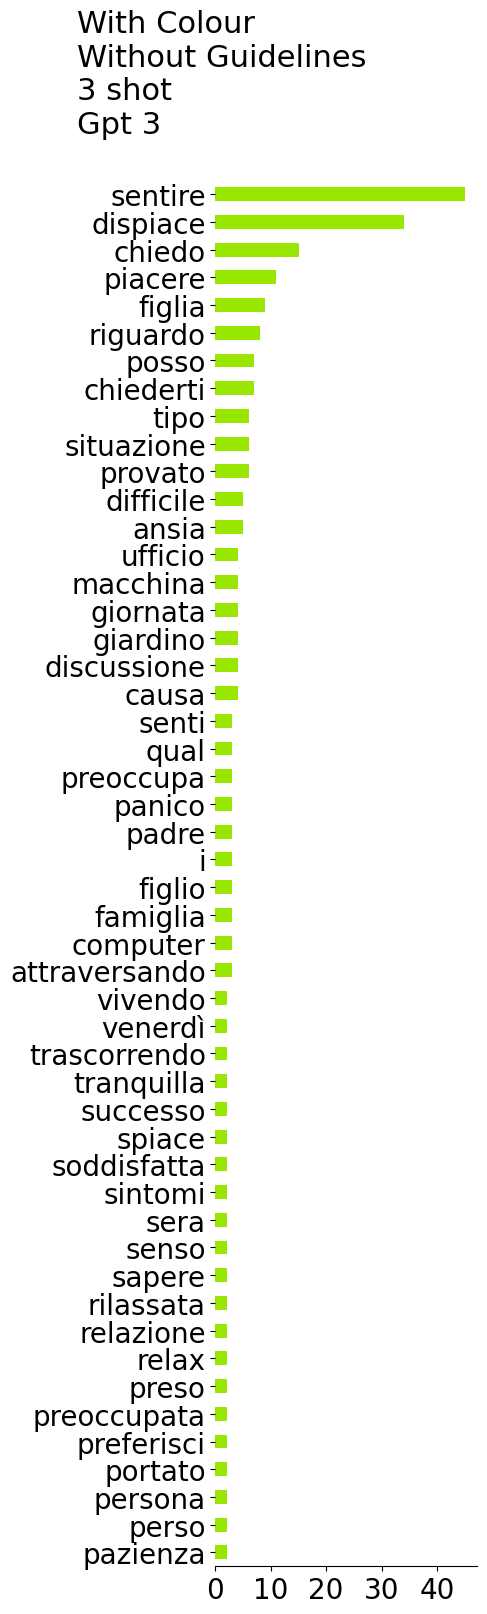 With Colour
Without Guidelines
3 shot
Gpt 3
sentire
dispiace
chiedo
piacere
figlia
riguardo
posso
chiederti
tipo
situazione
provato
difficile
ansia
ufficio
macchina
giornata
giardino
discussione
causa
senti
qual
preoccupa
panico
padre
i
figlio
famiglia
computer
attraversando
vivendo
venerdì
trascorrendo
tranquilla
successo
spiace
soddisfatta
sintomi
sera
senso
sapere
rilassata
relazione
relax
preso
preoccupata
preferisci
portato
persona
perso
pazienza
0 10 20 30 40